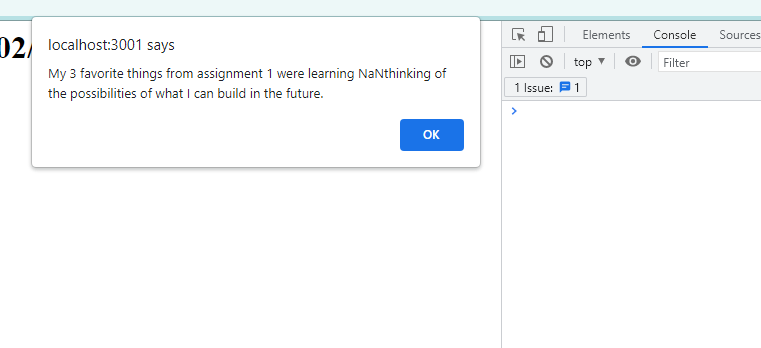 02/
localhost:3001 says
My 3 favorite things from assignment 1 were learning NaNthinking of
the possibilities of what I can build in the future.
OK
Elements
Console
Sources
top ▼
Filter
1 Issue: 1
>